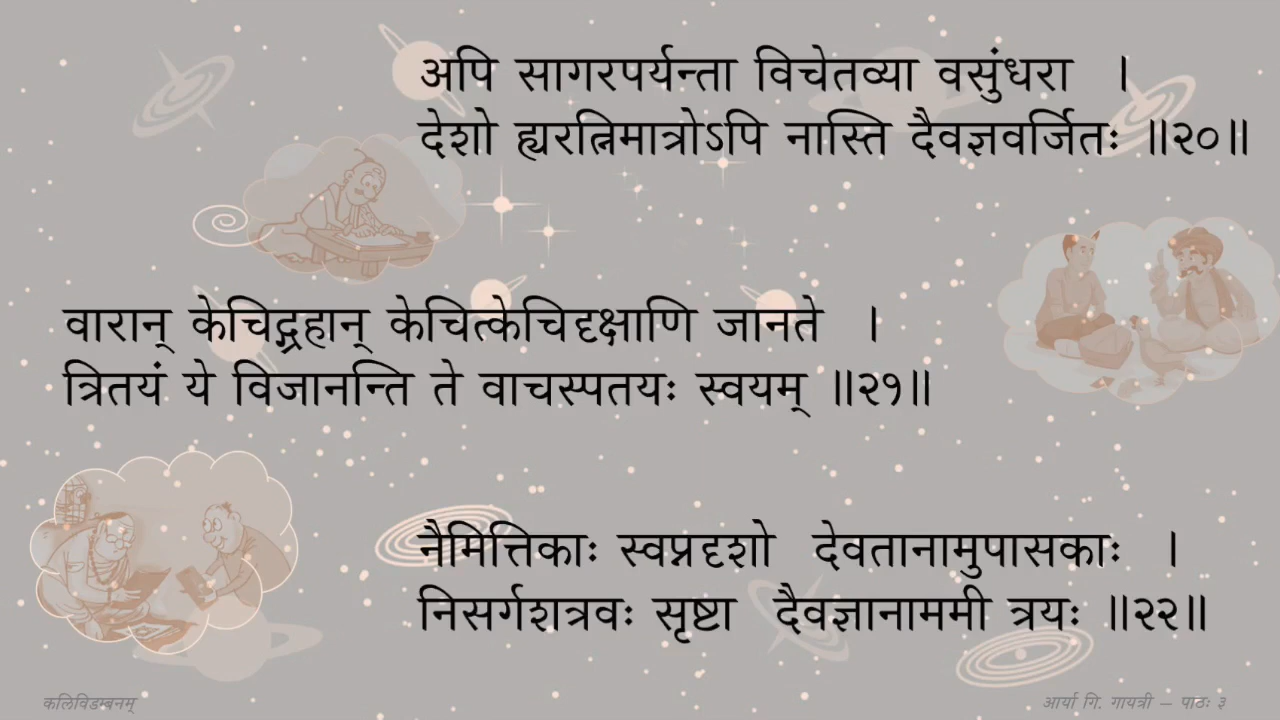 अपि सागरपर्यन्ता विचेतव्या वसुंधरा ।
देशो ह्यरत्निमात्रोऽपि नास्ति दैवज्ञवर्जितः ॥२०॥
वारान् केचिद्ग्रहान् केचित्केचिदृक्षाणि जानते ।
त्रितयं ये विजानन्ति ते वाचस्पतयः स्वयम् ॥२१॥
नैमित्तिकाः स्वप्नदृशो देवतानामुपासकाः ।
निसर्गशत्रवः सृष्टा दैवज्ञानाममी त्रयः ॥२२॥
कलिविडम्बनम्
आर्या गि. गायत्री – पाठः ३